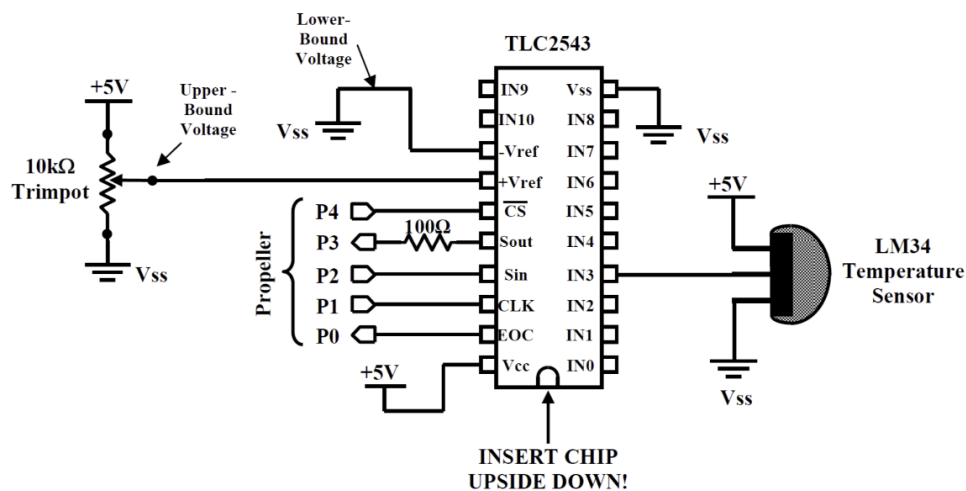 Lower-
Bound
Voltage
TLC2543
+5V
Upper -
Bound
Voltage
Vss
10kΩ
Trimpot
Vss
IN9
IN10
-Vref
+Vref
CS
Sout
Sin
CLK
EOC
Vcc
Vss
IN8
IN7
IN6
IN5
IN4
IN3
IN2
IN1
IN0
Vss
Propeller
P4
P3
P2
P1
P0
100Ω
+5V
+5V
LM34
Temperature
Sensor
Vss
INSERT CHIP
UPSIDE DOWN!